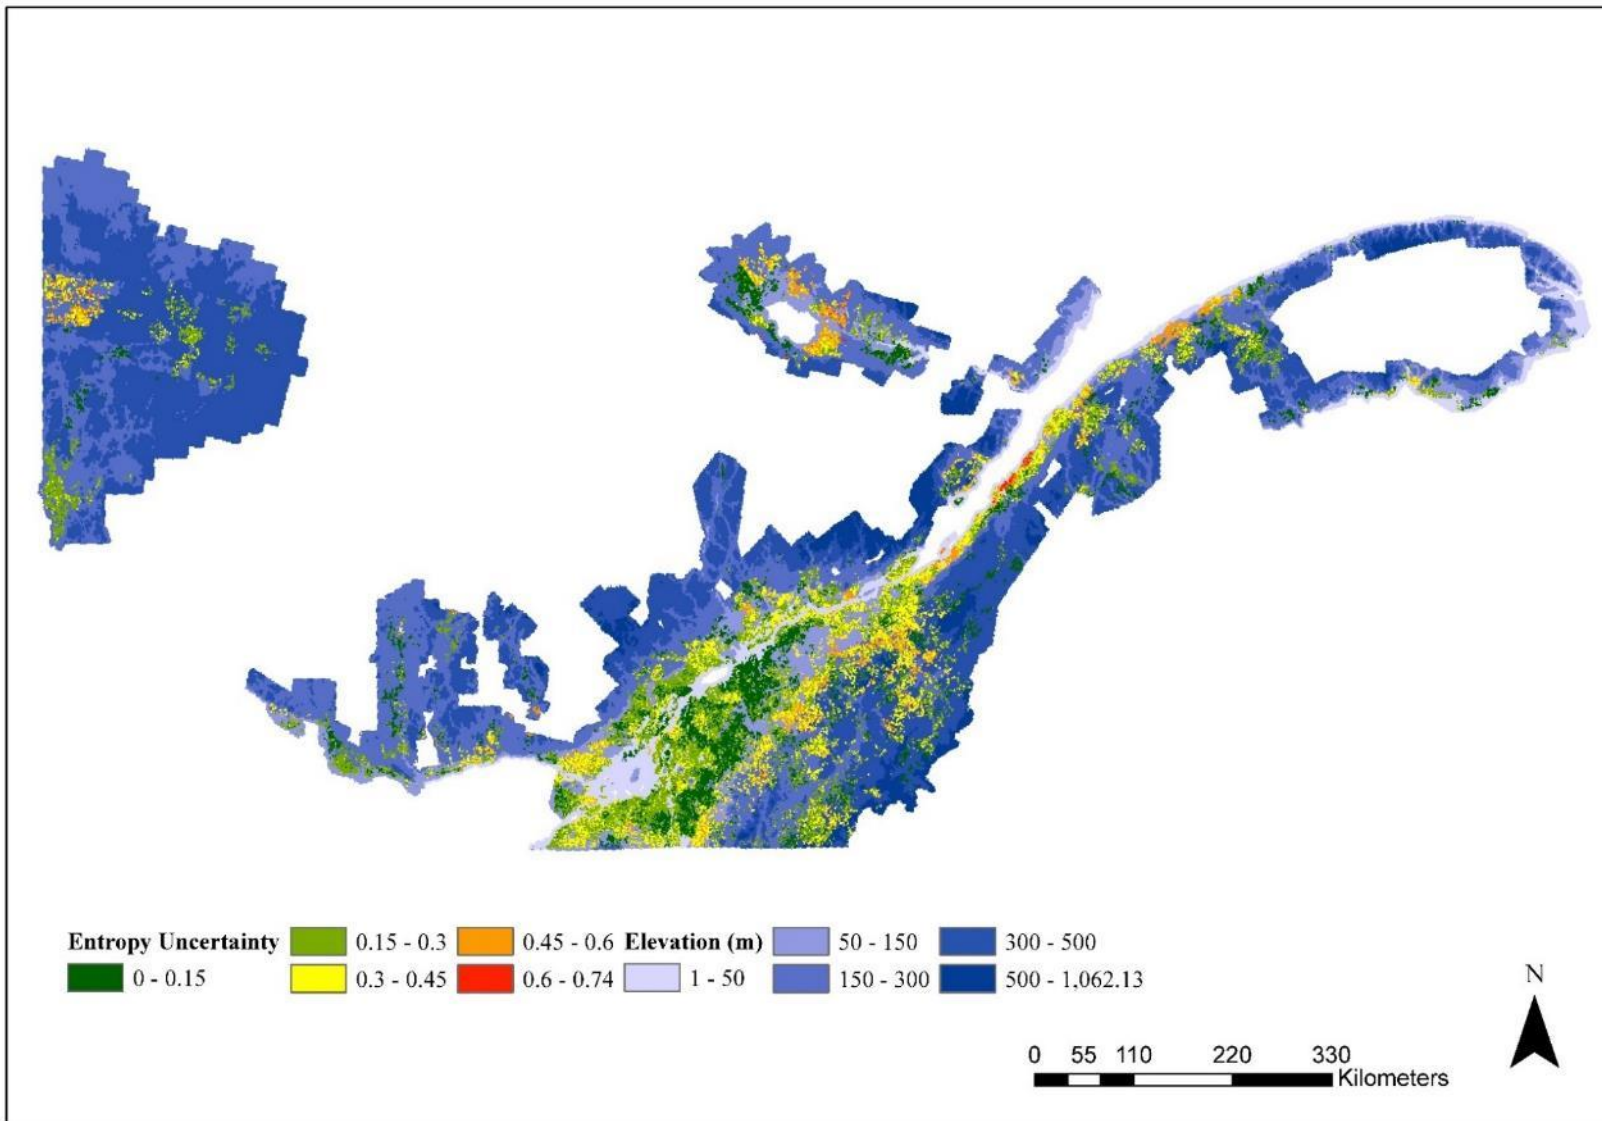 Entropy Uncertainty 0.15 - 0.3 0.45 - 0.6 Elevation (m) 50 - 150 300 - 500
0 - 0.15 0.3 - 0.45 0.6 - 0.74 1 - 50 150 - 300 500 - 1,062.13
N
0 55 110 220 330
Kilometers